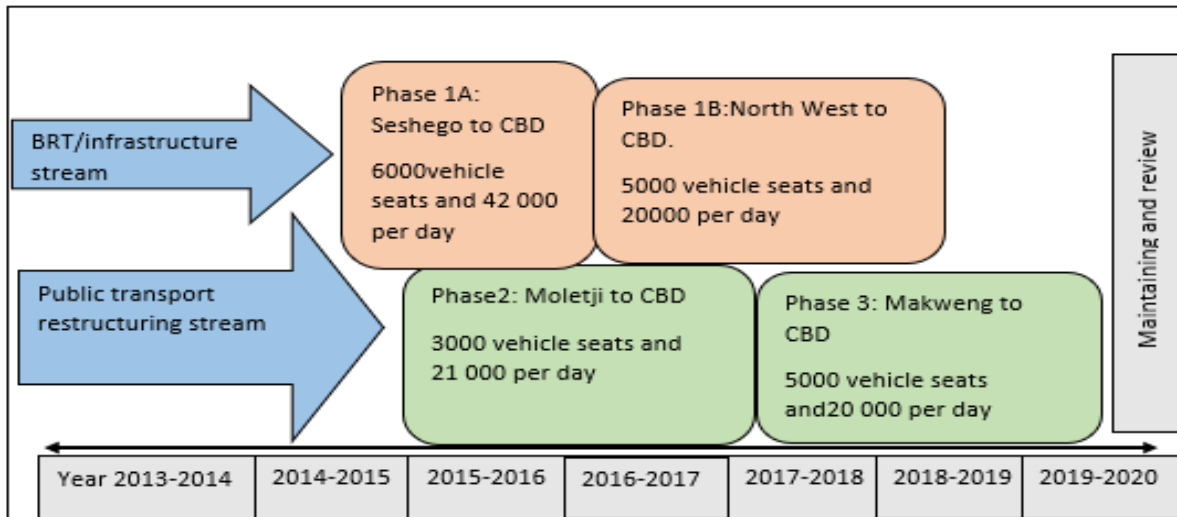 BRT/infrastructure
stream
Phase 1A:
Seshego to CBD
6000vehicle
seats and 42 000
per day
Phase 1B:North West to
CBD.
5000 vehicle seats and
20000 per day
Public transport
restructuring stream
Phase2: Moletji to CBD
3000 vehicle seats and
21 000 per day
Phase 3: Makweng to
CBD
5000 vehicle seats
and20 000 per day
Maintaining and review
Year 2013-2014
2014-2015
2015-2016
2016-2017
2017-2018
2018-2019
2019-2020